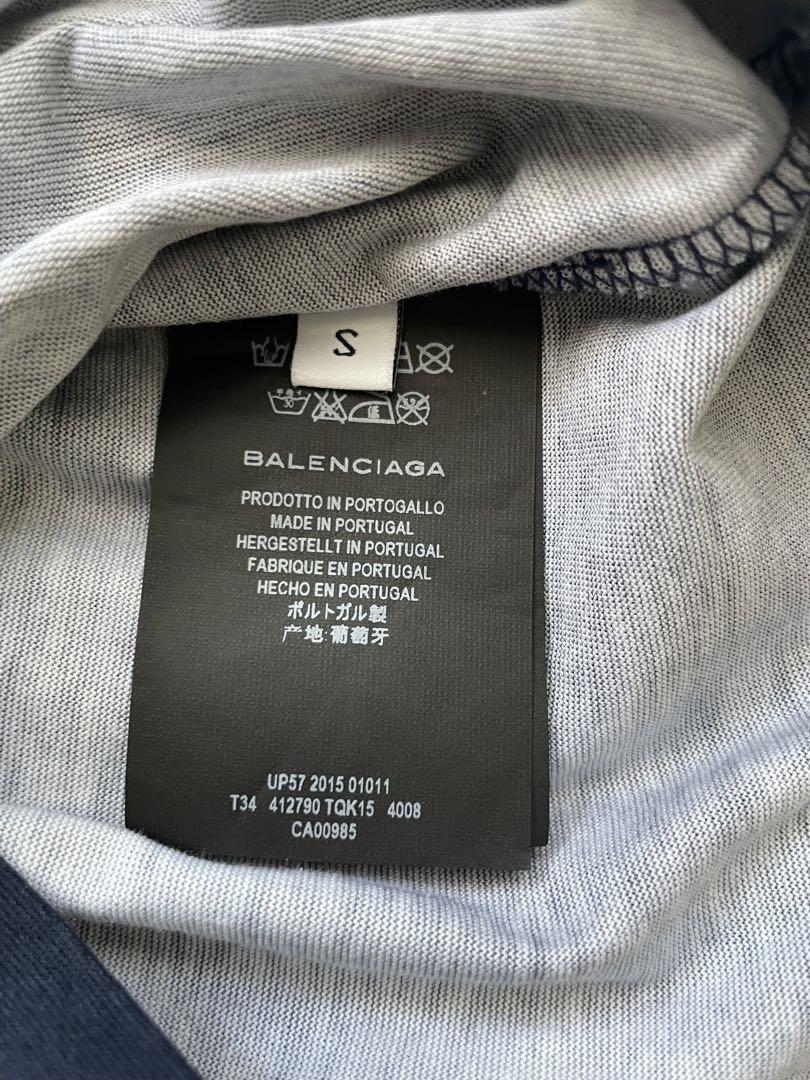 S
30
BALENCIAGA
PRODOTTO IN PORTOGALLO
MADE IN PORTUGAL
HERGESTELLT IN PORTUGAL
FABRIQUE EN PORTUGAL
HECHO EN PORTUGAL
ポルトガル製
产地:葡萄牙
UP57 2015 01011
T34 412790 TQK15 4008
CA00985